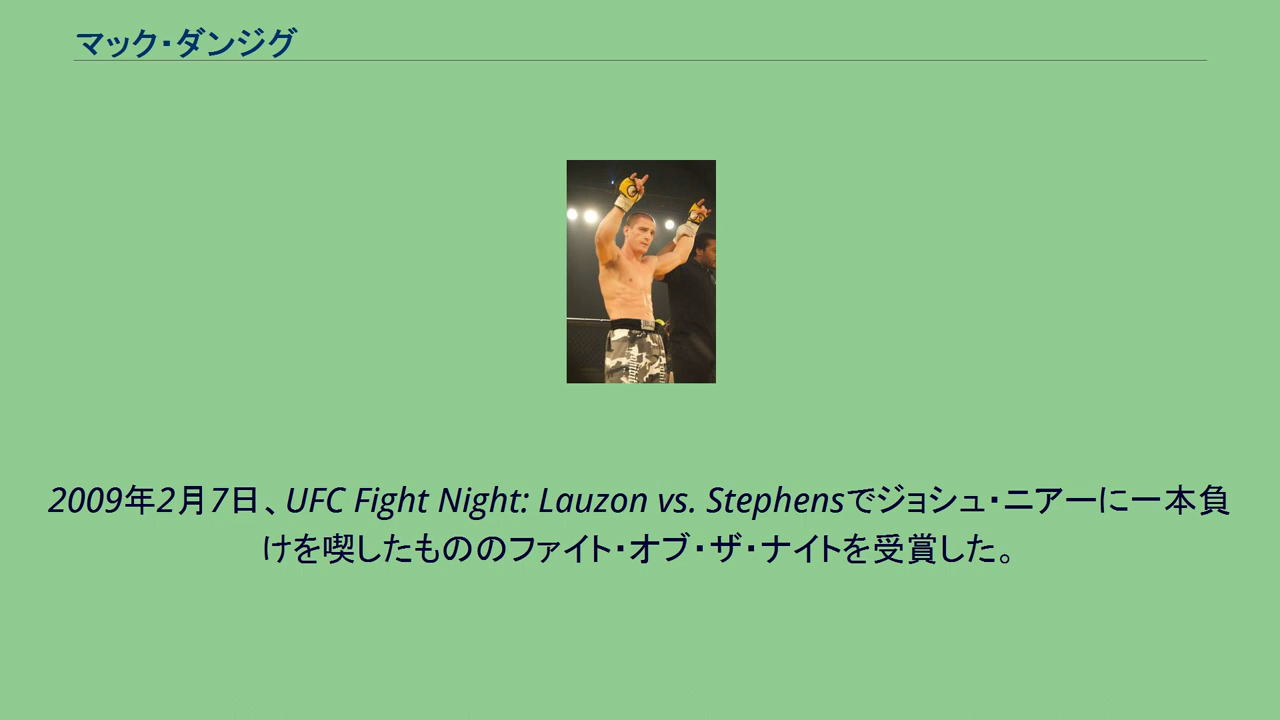 マック・ダンジグ
2009年2月7日、UFC Fight Night: Lauzon vs. Stephensでジョシュ・ニアーに一本負
けを喫したもののファイト・オブ・ザ・ナイトを受賞した。